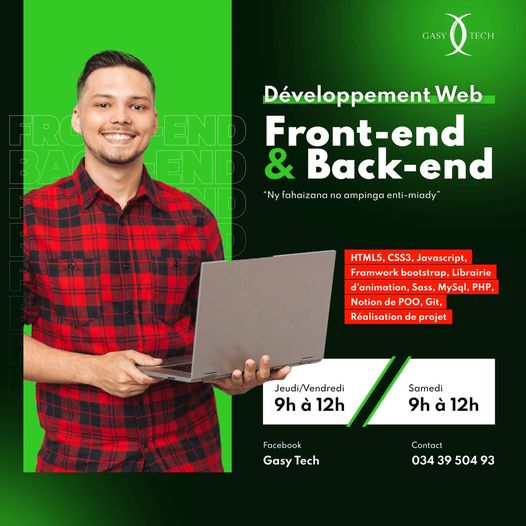 GASY TECH
Développement Web
Front-end
& Back-end
“Ny fahaizana no ampinga enti-miady”
FRONT-END
BACK-END
HTML5, CSS3, Javascript,
Framwork bootstrap, Librairie
d'animation, Sass, MySql, PHP,
Notion de POO, Git,
Réalisation de projet
Jeudi/Vendredi
9h à 12h
Samedi
9h à 12h
Facebook
Gasy Tech
Contact
034 39 504 93